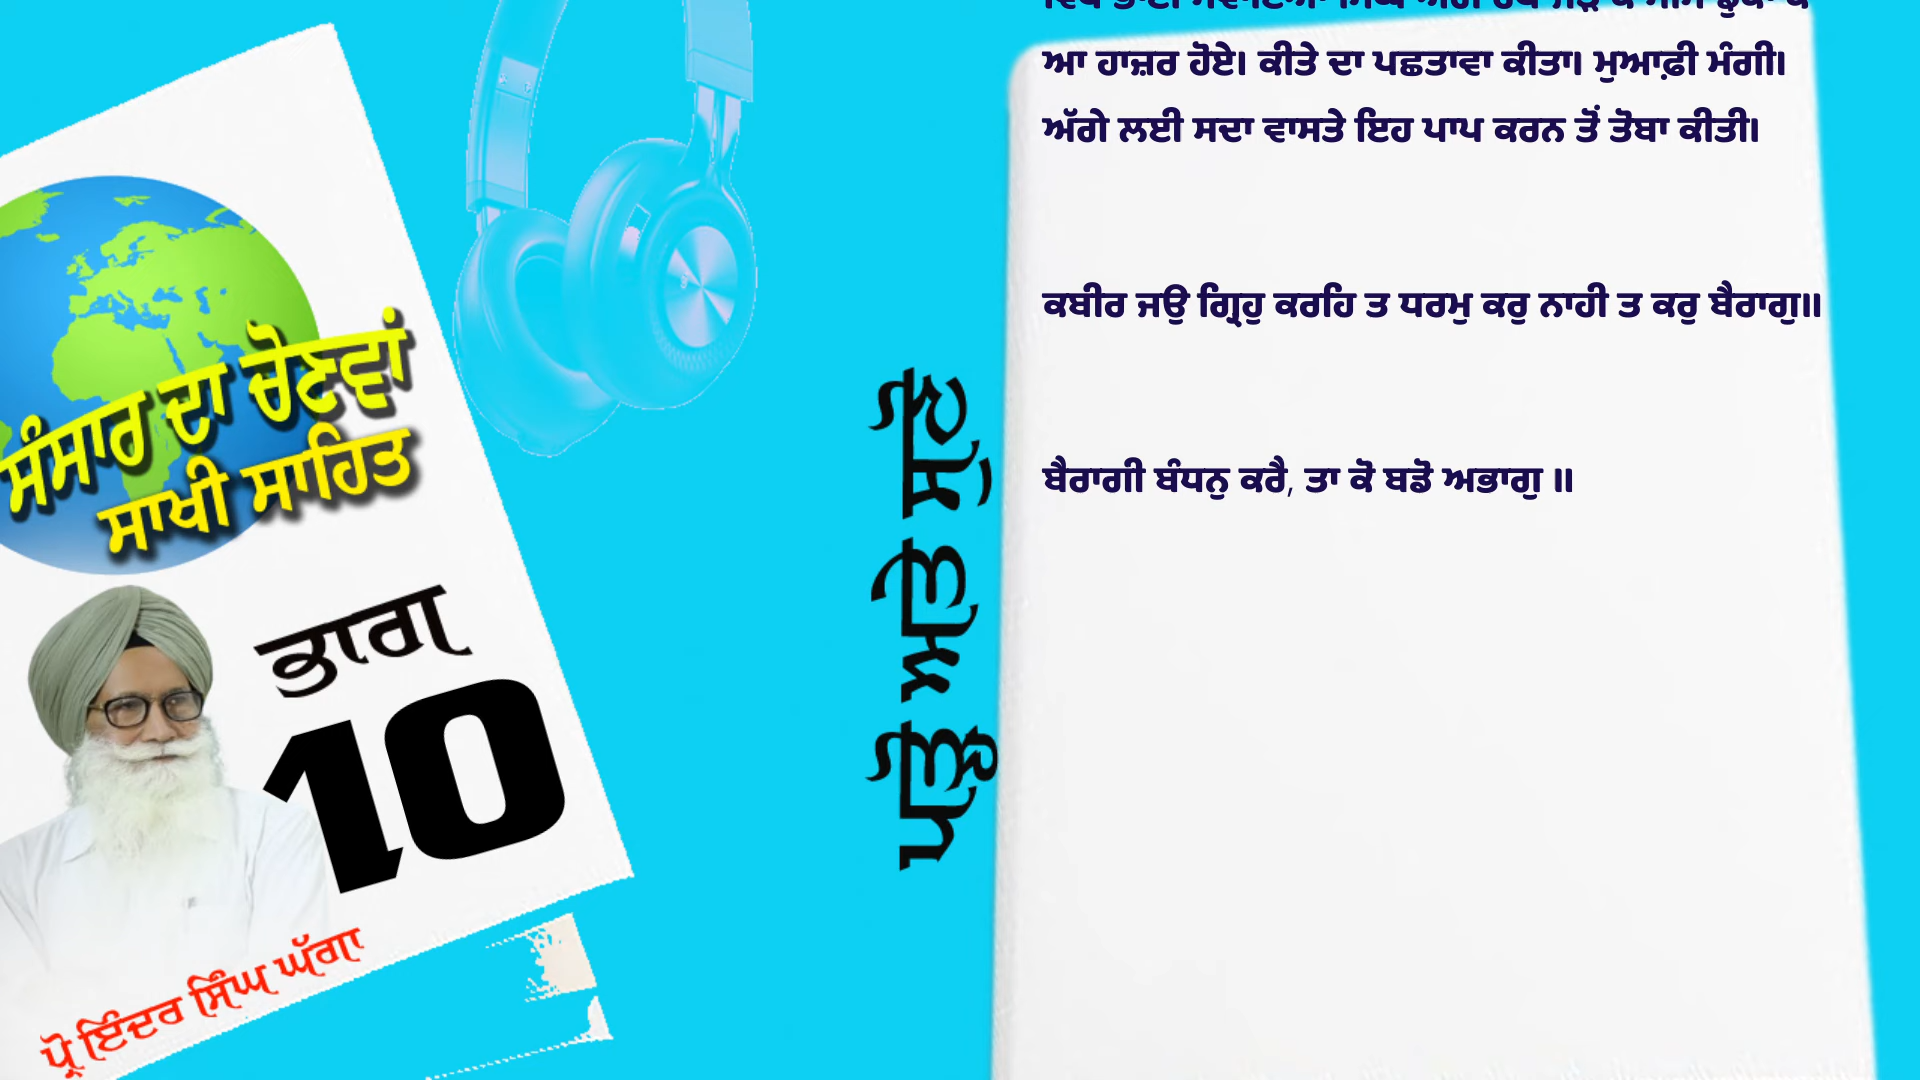 ਸੰਸਾਰ ਦਾ ਚੋਣਵਾਂ
ਸਾਖੀ ਸਾਹਿਤ
ਭਾਗ
10
ਪ੍ਰੋ ਇੰਦਰ ਸਿੰਘ ਘੱਗਾ
ਪੜ੍ਹੋ ਅਤੇ ਸੁਣੋ
ਆ ਹਾਜ਼ਰ ਹੋਏ। ਕੀਤੇ ਦਾ ਪਛਤਾਵਾ ਕੀਤਾ। ਮੁਆਫ਼ੀ ਮੰਗੀ।
ਅੱਗੇ ਲਈ ਸਦਾ ਵਾਸਤੇ ਇਹ ਪਾਪ ਕਰਨ ਤੋਂ ਤੋਬਾ ਕੀਤੀ।
ਕਬੀਰ ਜਉ ਗ੍ਰਿਹੁ ਕਰਹਿ ਤ ਧਰਮੁ ਕਰੁ ਨਾਹੀ ਤ ਕਰੁ ਬੈਰਾਗੁ॥
ਬੈਰਾਗੀ ਬੰਧਨੁ ਕਰੈ, ਤਾ ਕੋ ਬਡੋ ਅਭਾਗੁ ॥